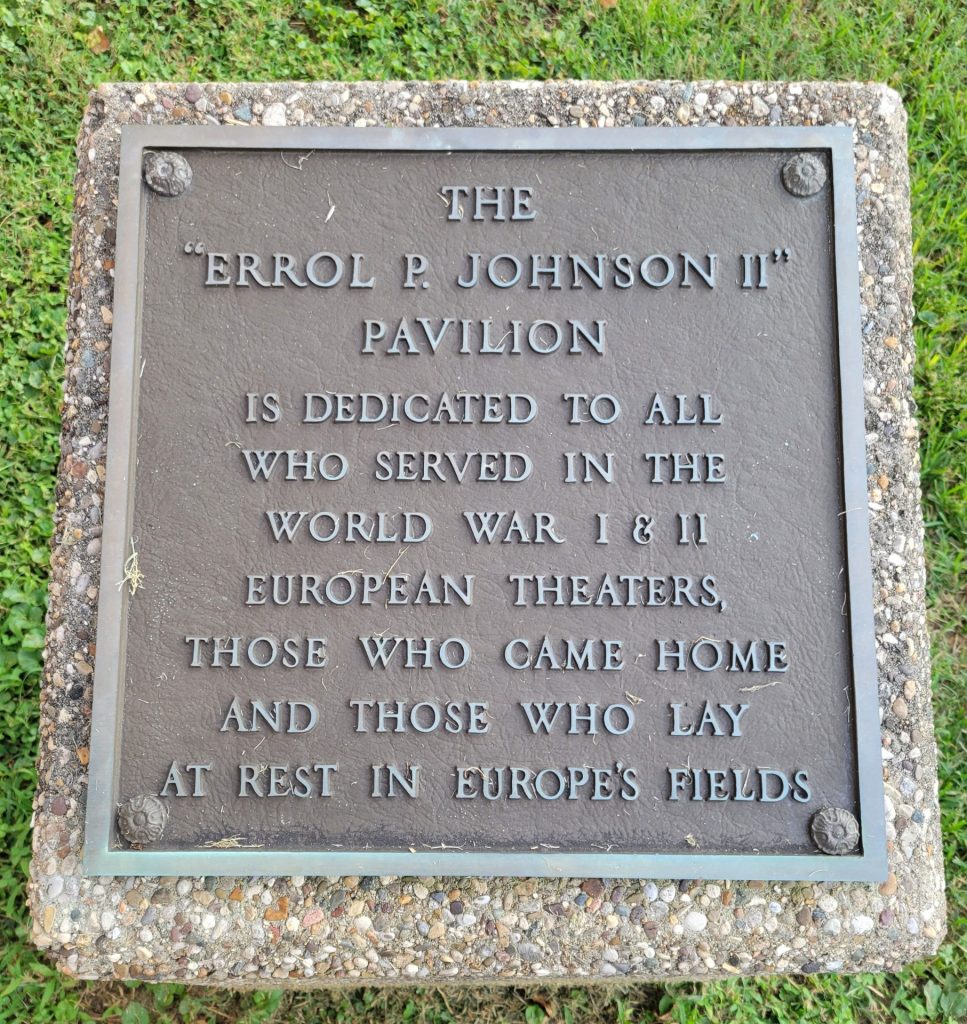 THE
"ERROL P. JOHNSON II"
PAVILION
IS DEDICATED TO ALL
WHO SERVED IN THE
WORLD WAR I & II
EUROPEAN THEATERS,
THOSE WHO CAME HOME
AND THOSE WHO LAY
AT REST IN EUROPE'S FIELDS